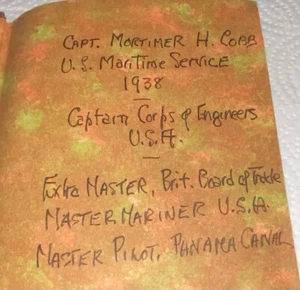 CAPT. MORTIMER H. COBB
U.S. Maritime Service
1938
—
Captain Corps of Engineers
U.S.A.
—
Extra MASTER, Brit. Board of Trade
MASTER MARINER U.S.A.
MASTER PILOT, PANAMA CANAL